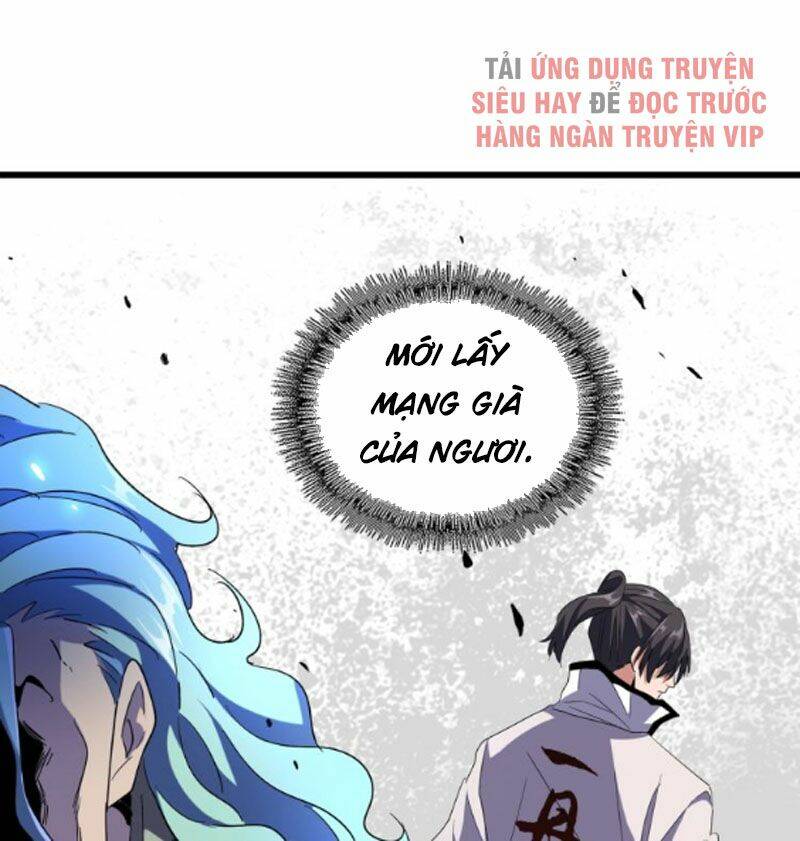 TẢI ỨNG DỤNG TRUYỆN
SIÊU HAY ĐỂ ĐỌC TRƯỚC
HÀNG NGÀN TRUYỆN VIP
MỚI LẤY
MẠNG GIÀ
CỦA NGƯƠI.